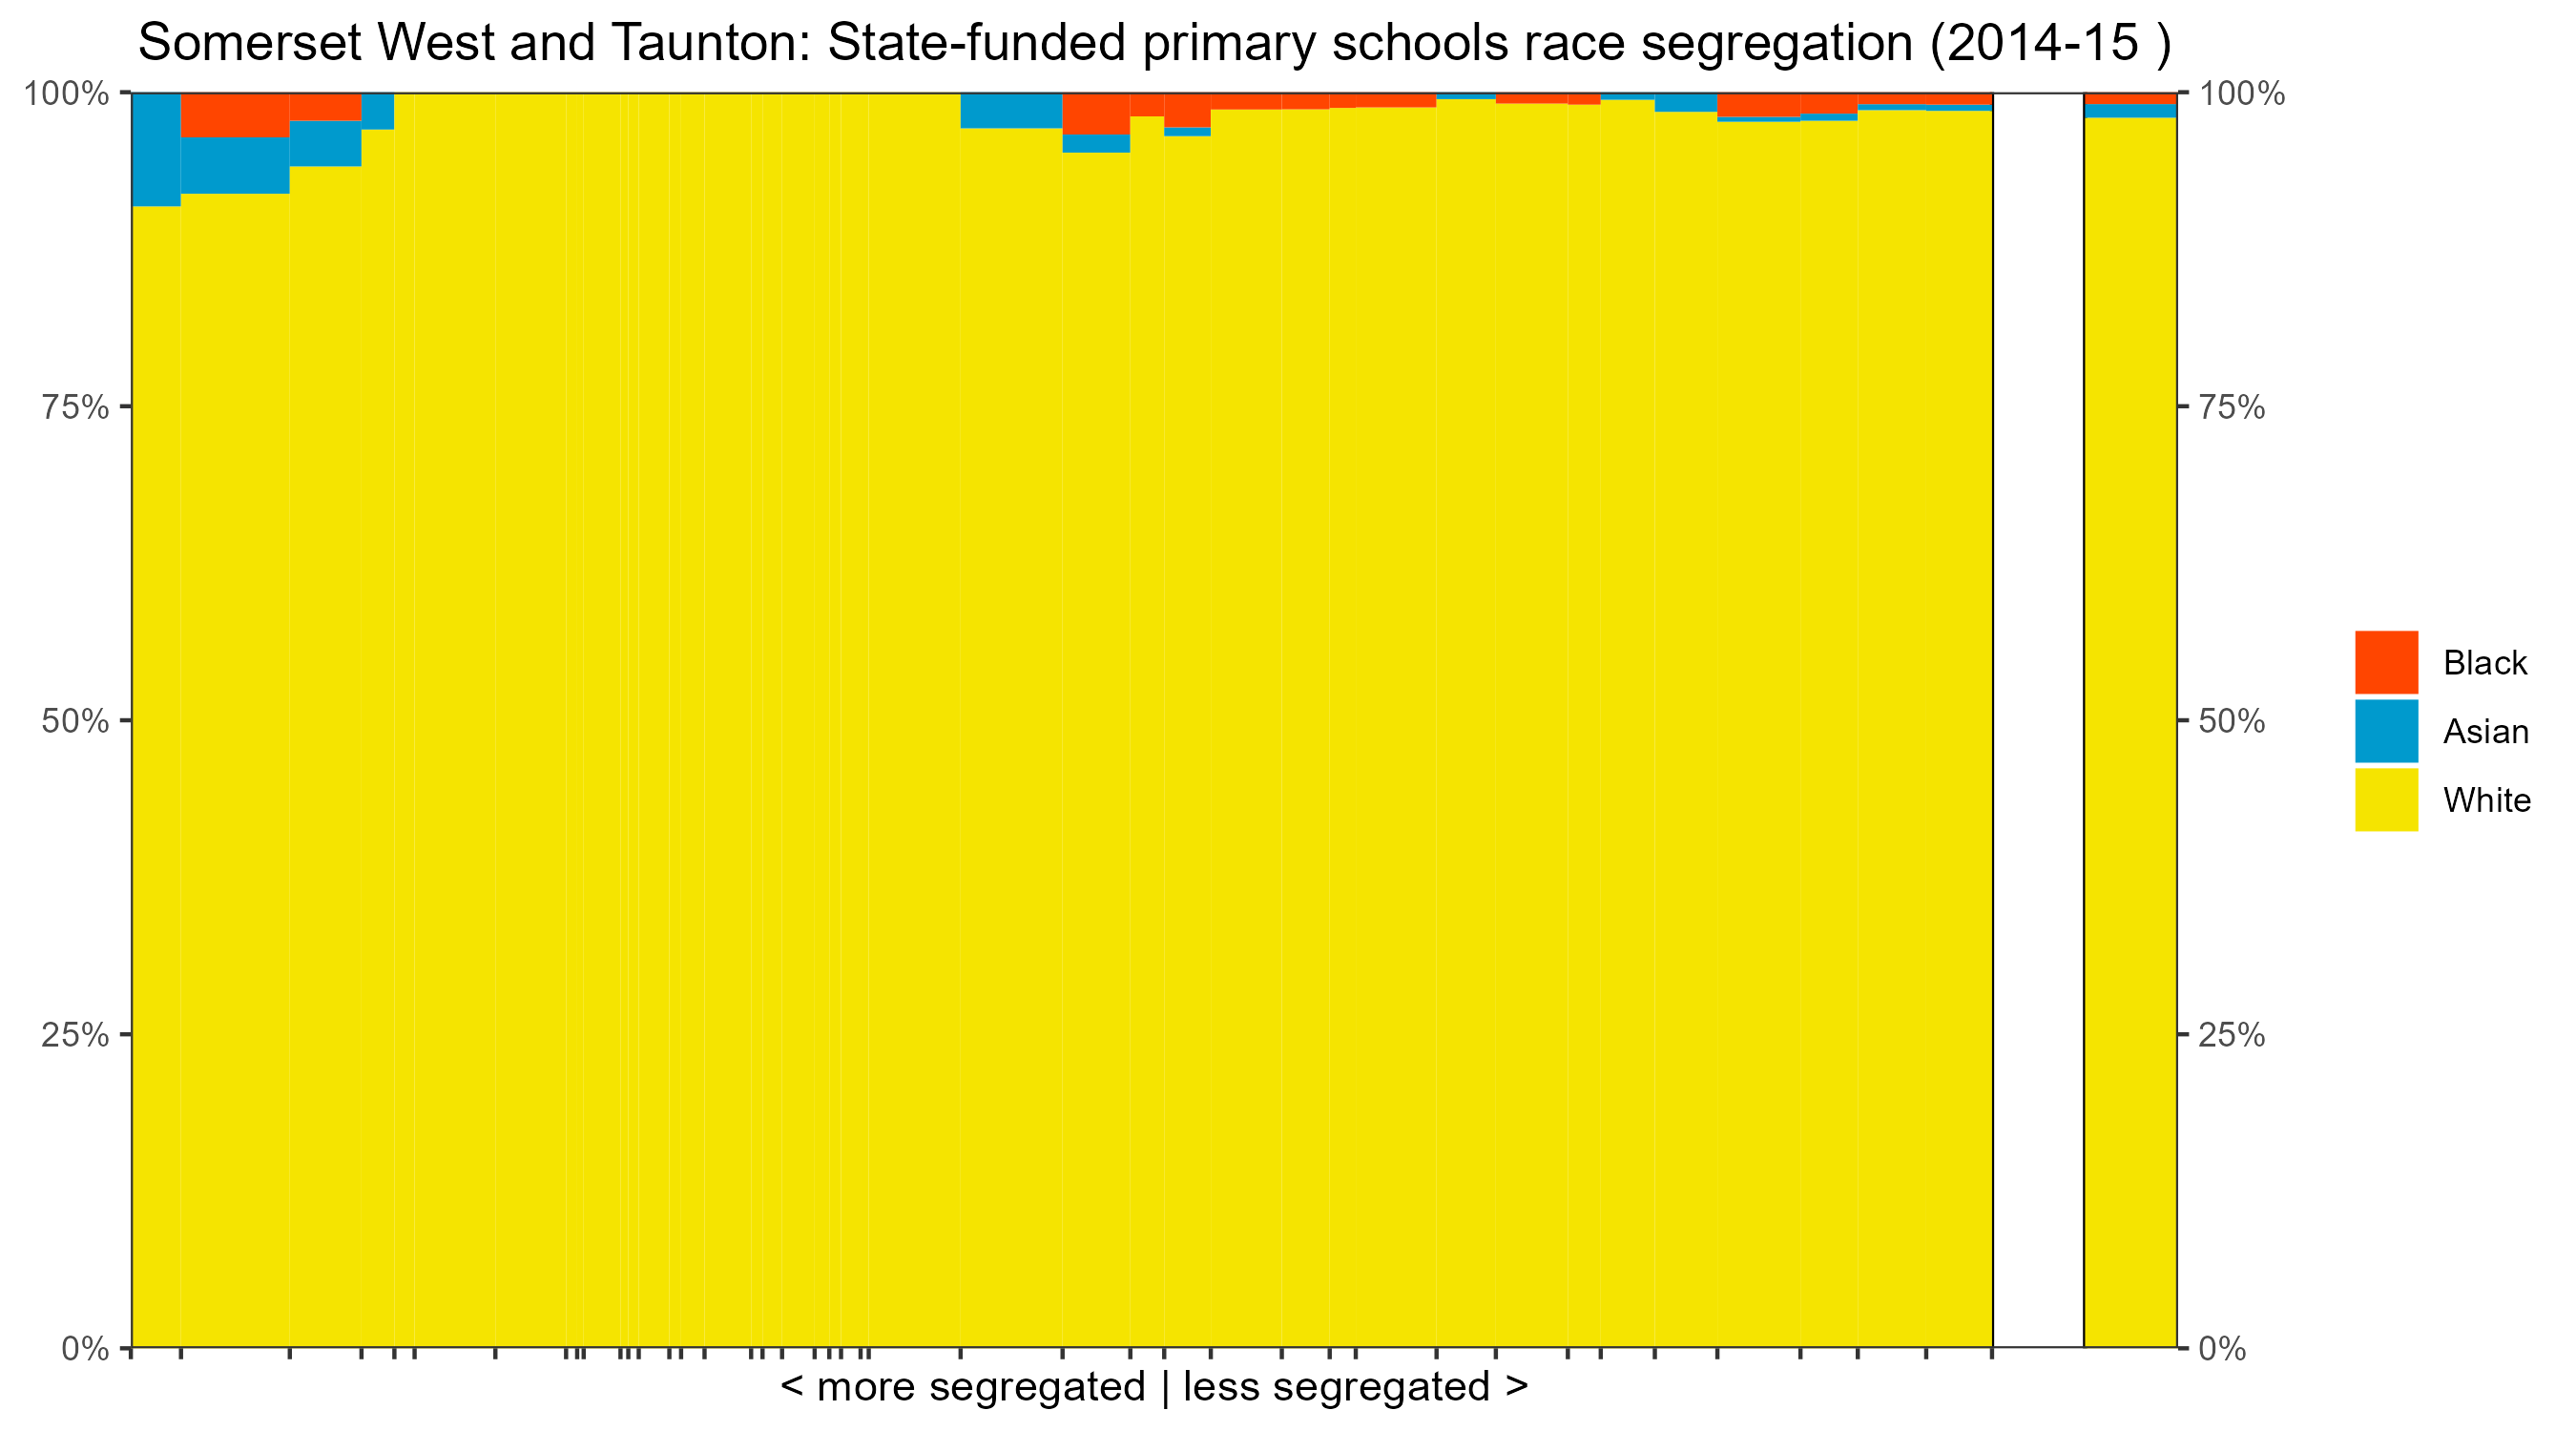 Somerset West and Taunton: State-funded primary schools race segregation (2014-15 )
100%
100%
75%
75%
50%
50%
25%
25%
0%
0%
Black
Asian
White
< more segregated | less segregated >